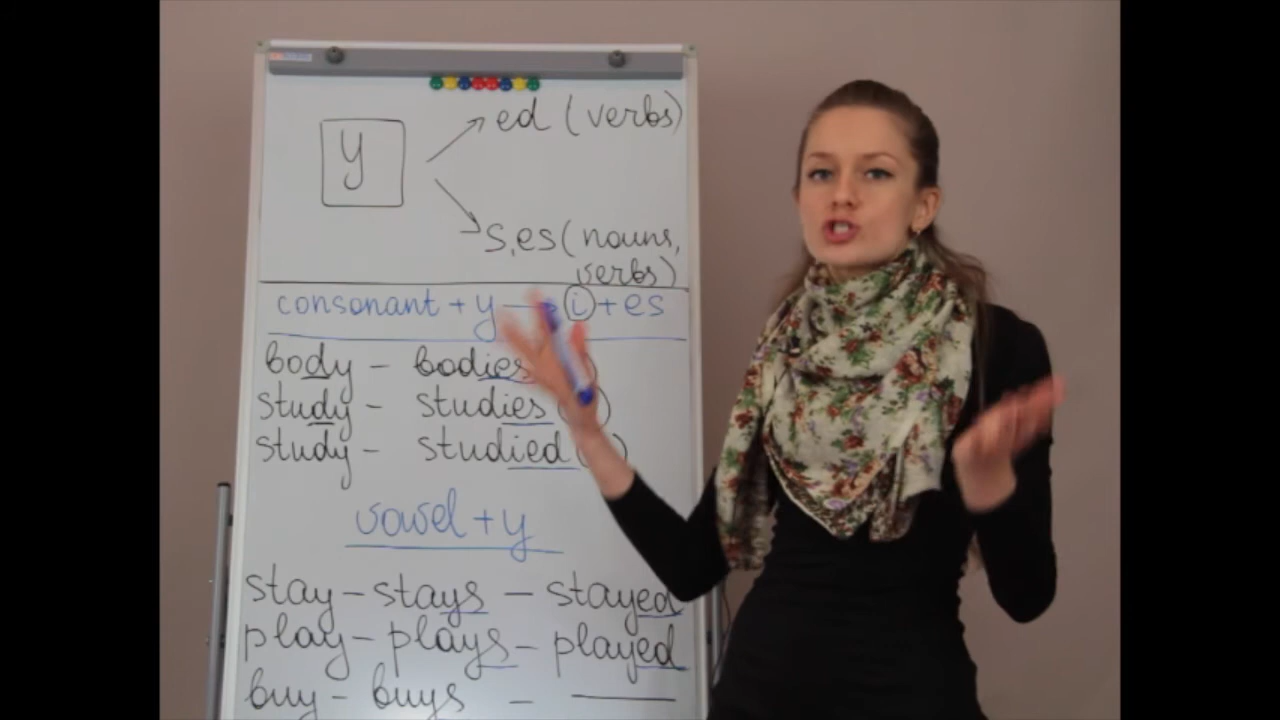 y
ed (verbs)
s, es (nouns,
verbs)
consonant + y → i + es
body - bodies ( )
study - studies ( )
study - studied ( )
vowel + y
stay - stays - stayed
play - plays - played
buy - buys - ___